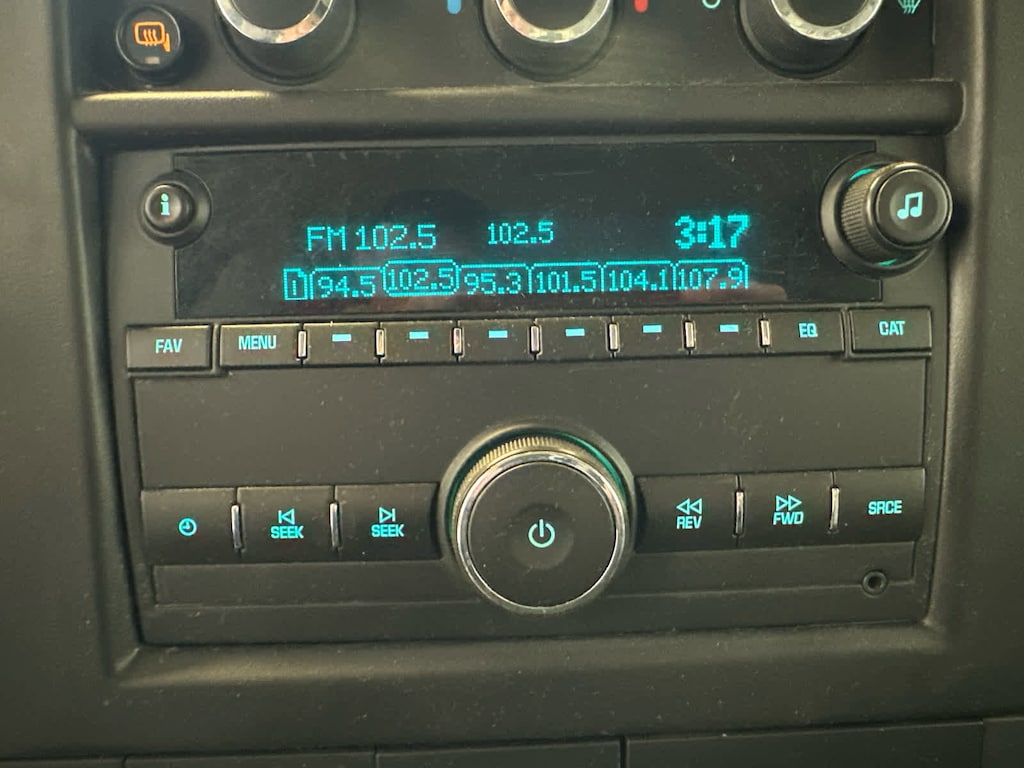 i
FM 102.5 102.5 3:17
1 94.5 102.5 95.3 101.5 104.1 107.9
FAV MENU EQ CAT
SEEK SEEK REV FWD SRCE